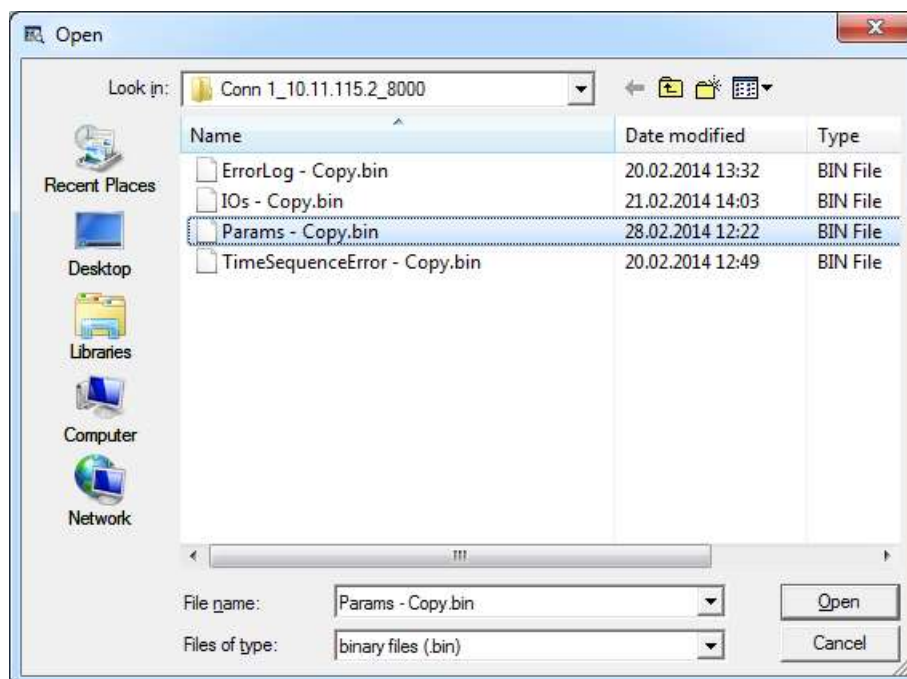 Open
Look in: Conn 1_10.11.115.2_8000
Name Date modified Type
ErrorLog - Copy.bin 20.02.2014 13:32 BIN File
IOs - Copy.bin 21.02.2014 14:03 BIN File
Params - Copy.bin 28.02.2014 12:22 BIN File
TimeSequenceError - Copy.bin 20.02.2014 12:49 BIN File
Recent Places
Desktop
Libraries
Computer
Network
File name: Params - Copy.bin Open
Files of type: binary files (.bin) Cancel